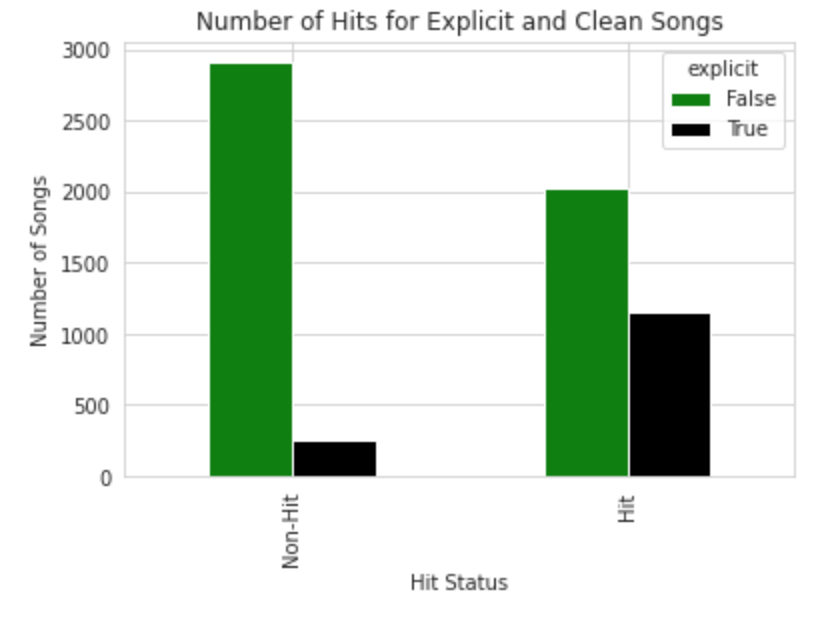 Number of Hits for Explicit and Clean Songs
3000
2500
2000
1500
1000
500
0
Number of Songs
explicit
False
True
Non-Hit
Hit
Hit Status